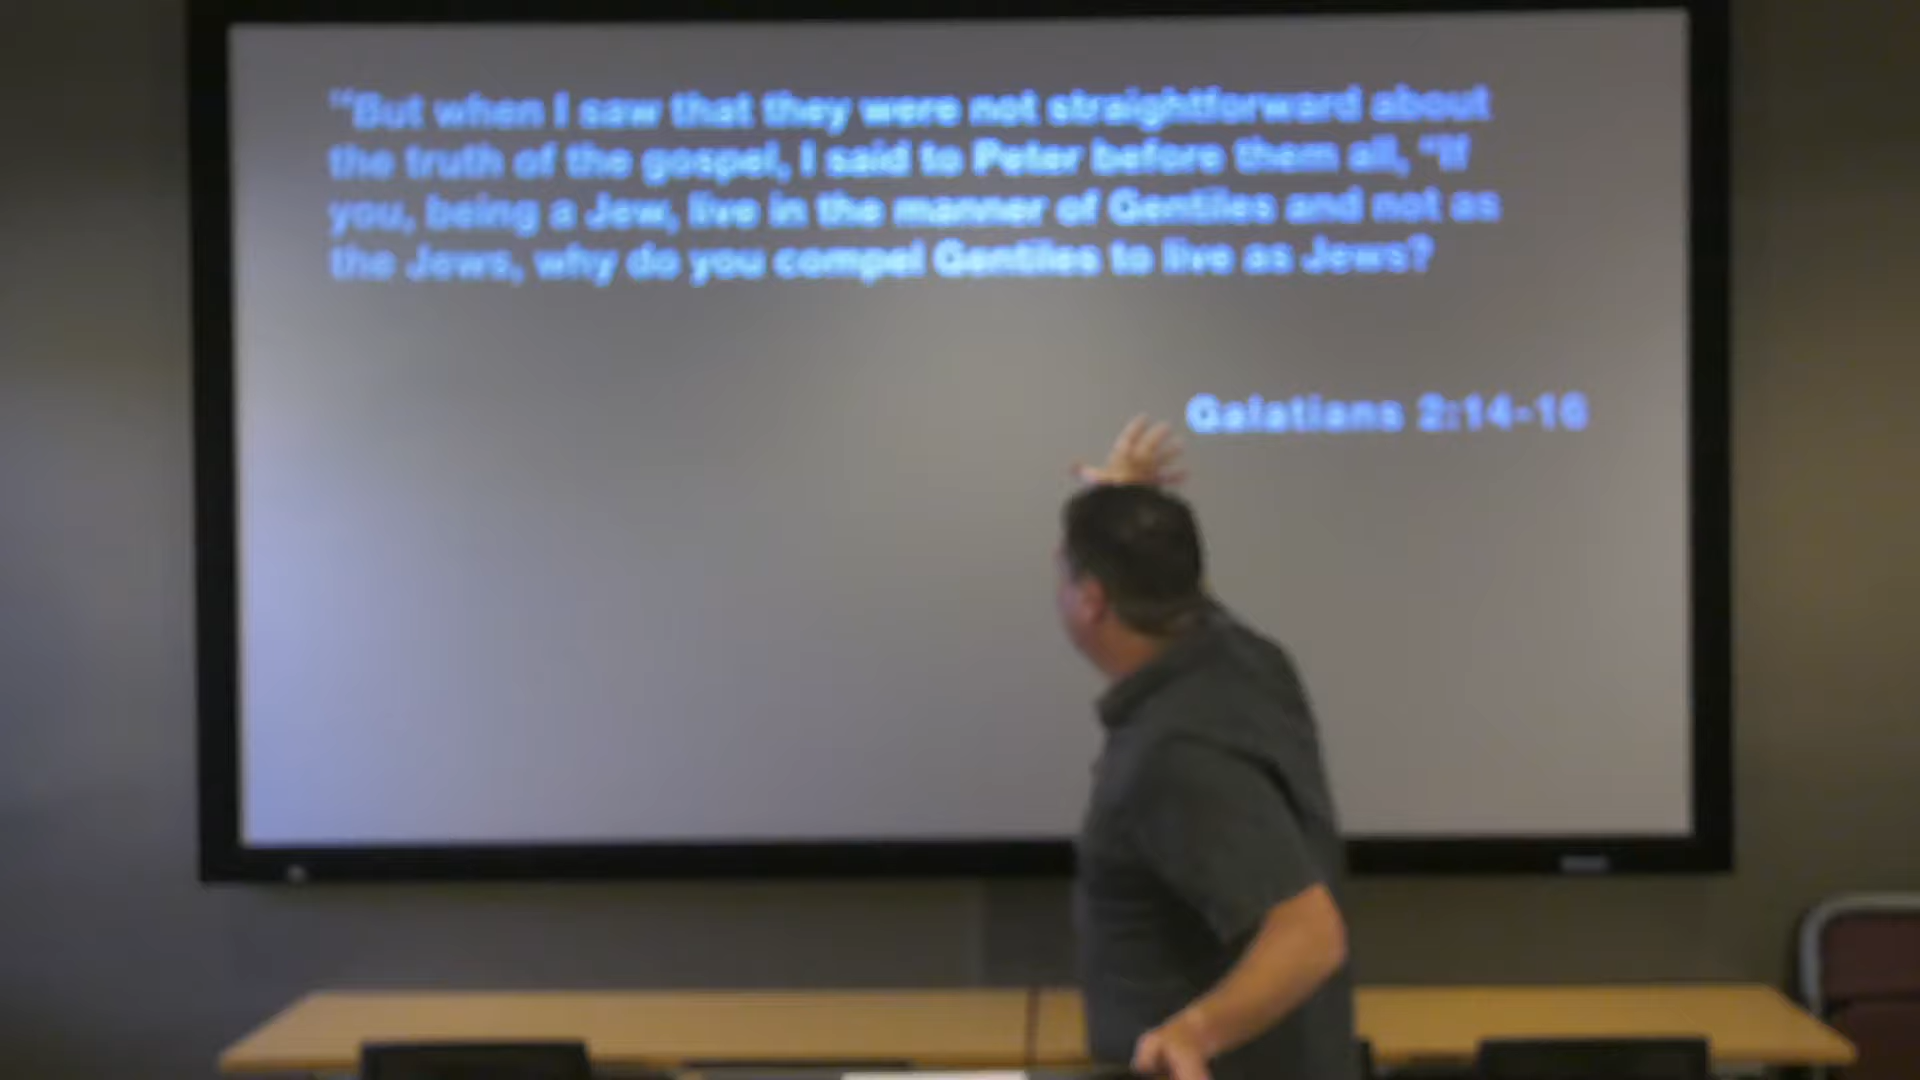 ¹⁴But when I saw that they were not straightforward about
the truth of the gospel, I said to Peter before them all, "If
you, being a Jew, live in the manner of Gentiles and not as
the Jews, why do you compel Gentiles to live as Jews?
Galatians 2:14-16